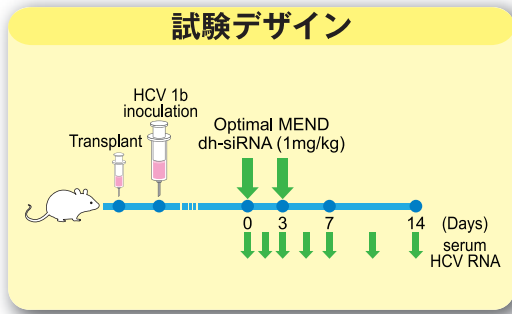 試験デザイン
HCV 1b
inoculation
Transplant
Optimal MEND
dh-siRNA (1mg/kg)
0 3 7 14 (Days)
serum
HCV RNA